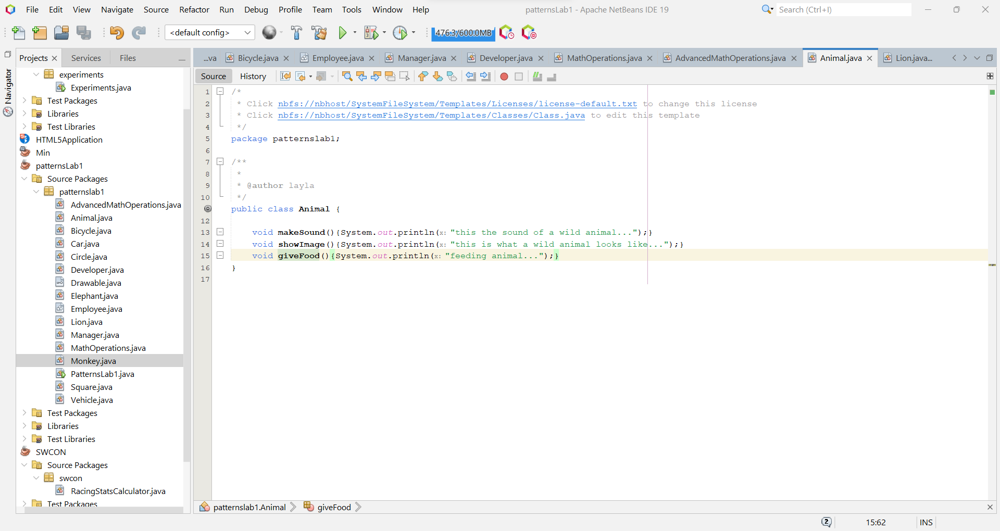 File Edit View Navigate Source Refactor Run Debug Profile Team Tools Window Help
patternsLab1 - Apache NetBeans IDE 19
Search (Ctrl+I)
<default config>
476.3/600.0MB
Navigator
Projects Services Files
experiments
Experiments.java
Test Packages
Libraries
Test Libraries
HTML5Application
Min
patternsLab1
Source Packages
patternslab1
AdvancedMathOperations.java
Animal.java
Bicycle.java
Car.java
Circle.java
Developer.java
Drawable.java
Elephant.java
Employee.java
Lion.java
Manager.java
MathOperations.java
Monkey.java
PatternsLab1.java
Square.java
Vehicle.java
Test Packages
Libraries
Test Libraries
SWCON
Source Packages
swcon
RacingStatsCalculator.java
Test Packages
...va Bicycle.java Employee.java Manager.java Developer.java MathOperations.java AdvancedMathOperations.java Animal.java Lion.java...
Source History
1 /*
2 * Click nbfs://nbhost/SystemFileSystem/Templates/Licenses/license-default.txt to change this license
3 * Click nbfs://nbhost/SystemFileSystem/Templates/Classes/Class.java to edit this template
4 */
5 package patternslab1;
6
7 /**
8 *
9 * @author layla
10 */
public class Animal {
12
13 void makeSound(){System.out.println(x: "this the sound of a wild animal...");}
14 void showImage(){System.out.println(x: "this is what a wild animal looks like...");}
15 void giveFood(){System.out.println(x: "feeding animal...");}
16 }
17
patternslab1.Animal giveFood
2 15:62 INS